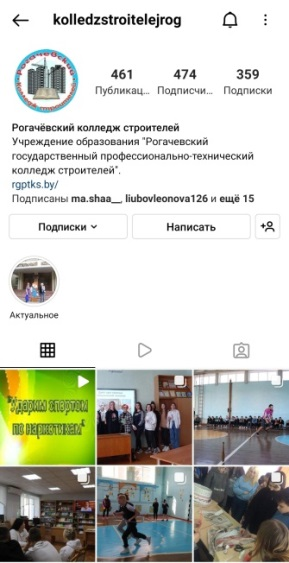 kolledzstroitelejrog
461
474
359
Публикац...
Подписчи...
Подписки
Рогачёвский колледж строителей
Учреждение образования "Рогачевский
государственный профессионально-технический
колледж строителей".
rgptks.by/
Подписаны ma.shaa__, liubovleonova126 и ещё 15
Подписки
Написать
Актуальное
"Ударим спортом
по наркотикам"